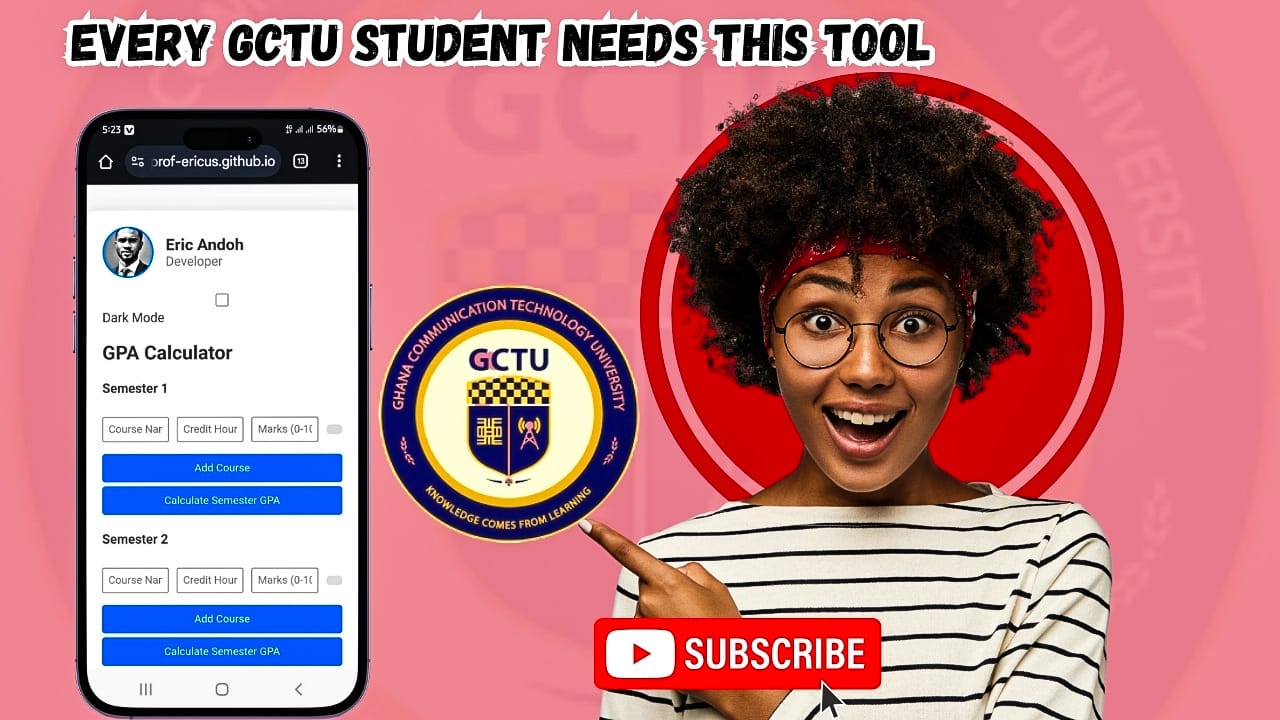 EVERY GCTU STUDENT NEEDS THIS TOOL
5:23
56%
prof-ericus.github.io
13
Eric Andoh
Developer
Dark Mode
GPA Calculator
Semester 1
Course Nar
Credit Hour
Marks (0-10
Add Course
Calculate Semester GPA
Semester 2
Course Nar
Credit Hour
Marks (0-10
Add Course
Calculate Semester GPA
GHANA COMMUNICATION TECHNOLOGY UNIVERSITY
GCTU
KNOWLEDGE COMES FROM LEARNING
SUBSCRIBE
GCT
UNIVERSITY